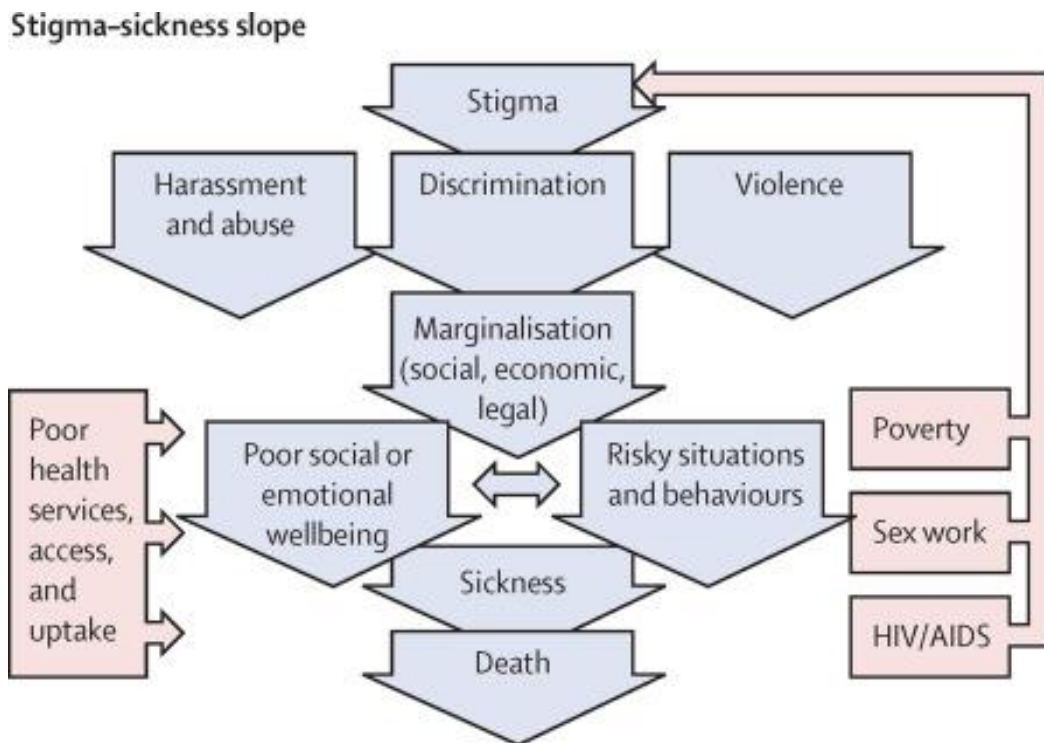 Stigma–sickness slope
Stigma
Harassment
and abuse
Discrimination
Violence
Marginalisation
(social, economic,
legal)
Poor
health
services,
access,
and
uptake
Poor social or
emotional
wellbeing
Risky situations
and behaviours
Poverty
Sex work
HIV/AIDS
Sickness
Death